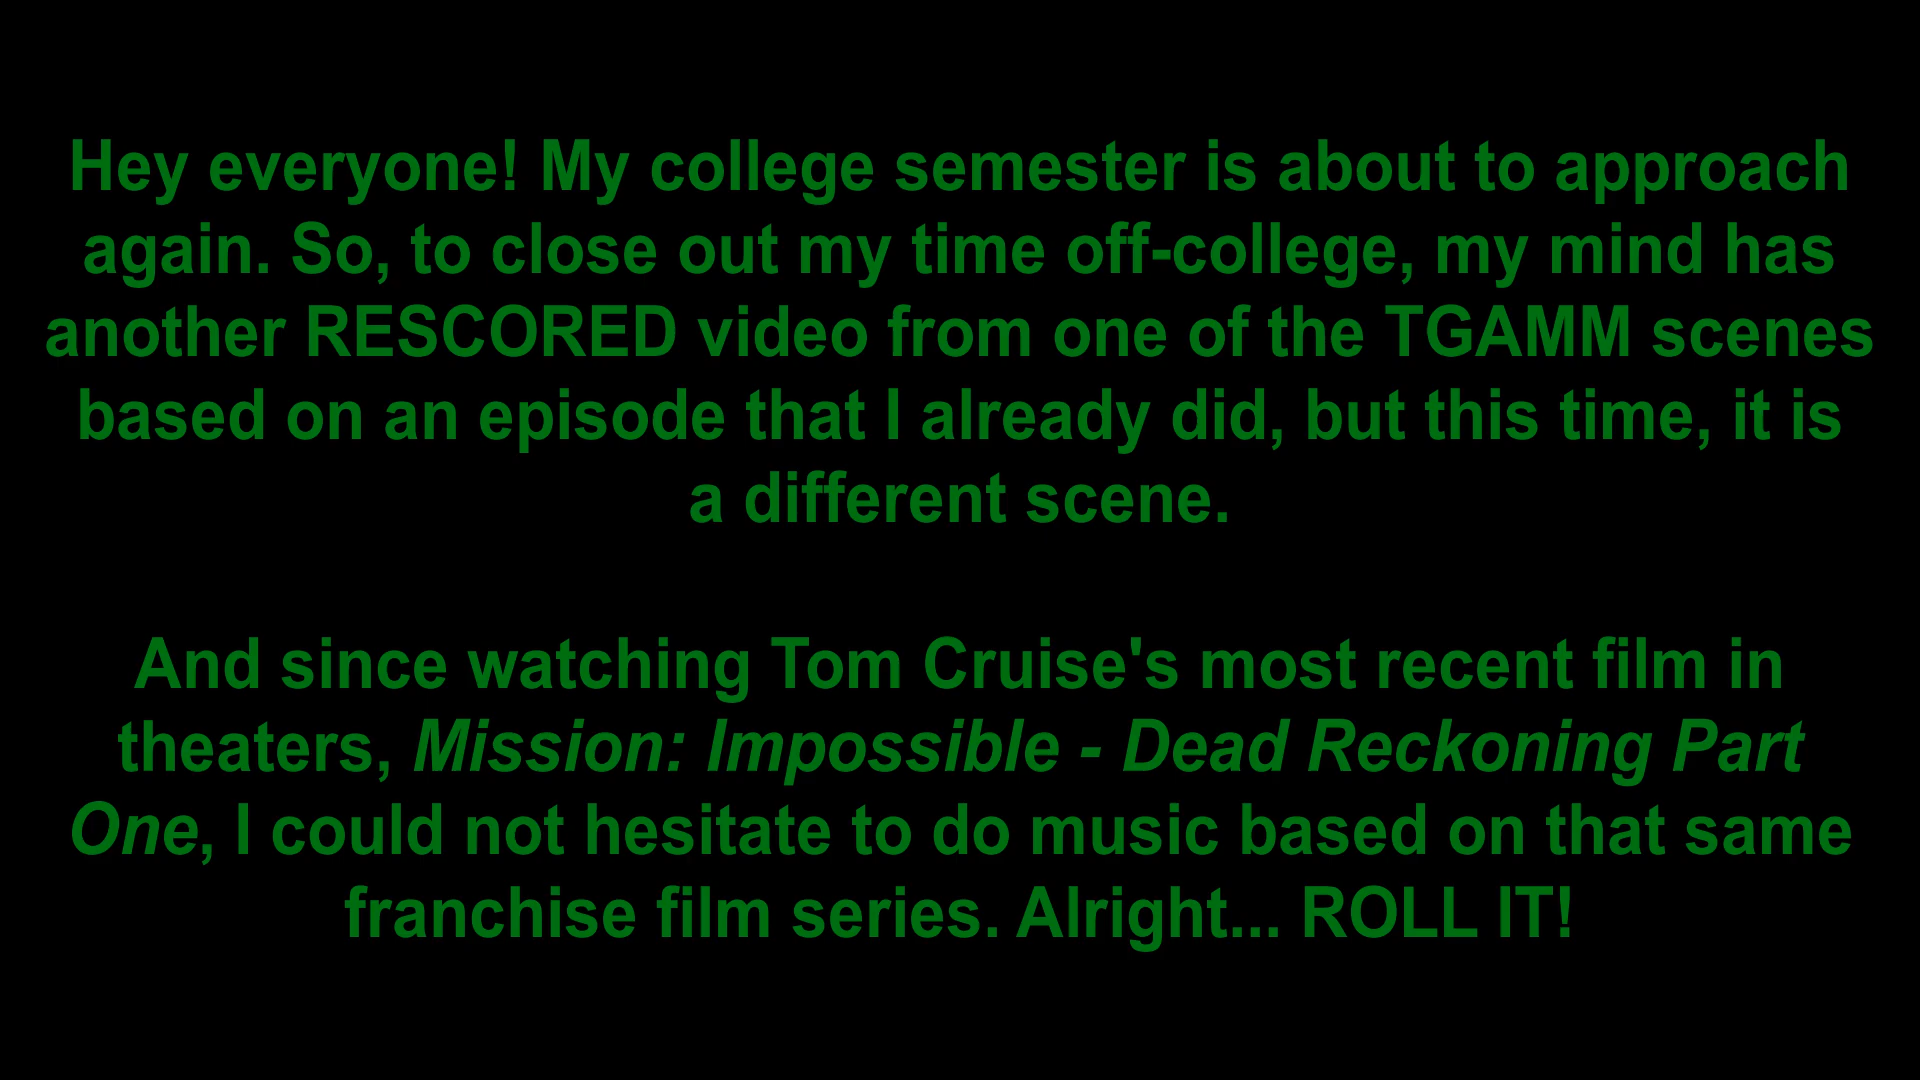 Hey everyone! My college semester is about to approach
again. So, to close out my time off-college, my mind has
another RESCORED video from one of the TGAMM scenes
based on an episode that I already did, but this time, it is
a different scene.
And since watching Tom Cruise's most recent film in
theaters, Mission: Impossible - Dead Reckoning Part
One, I could not hesitate to do music based on that same
franchise film series. Alright... ROLL IT!